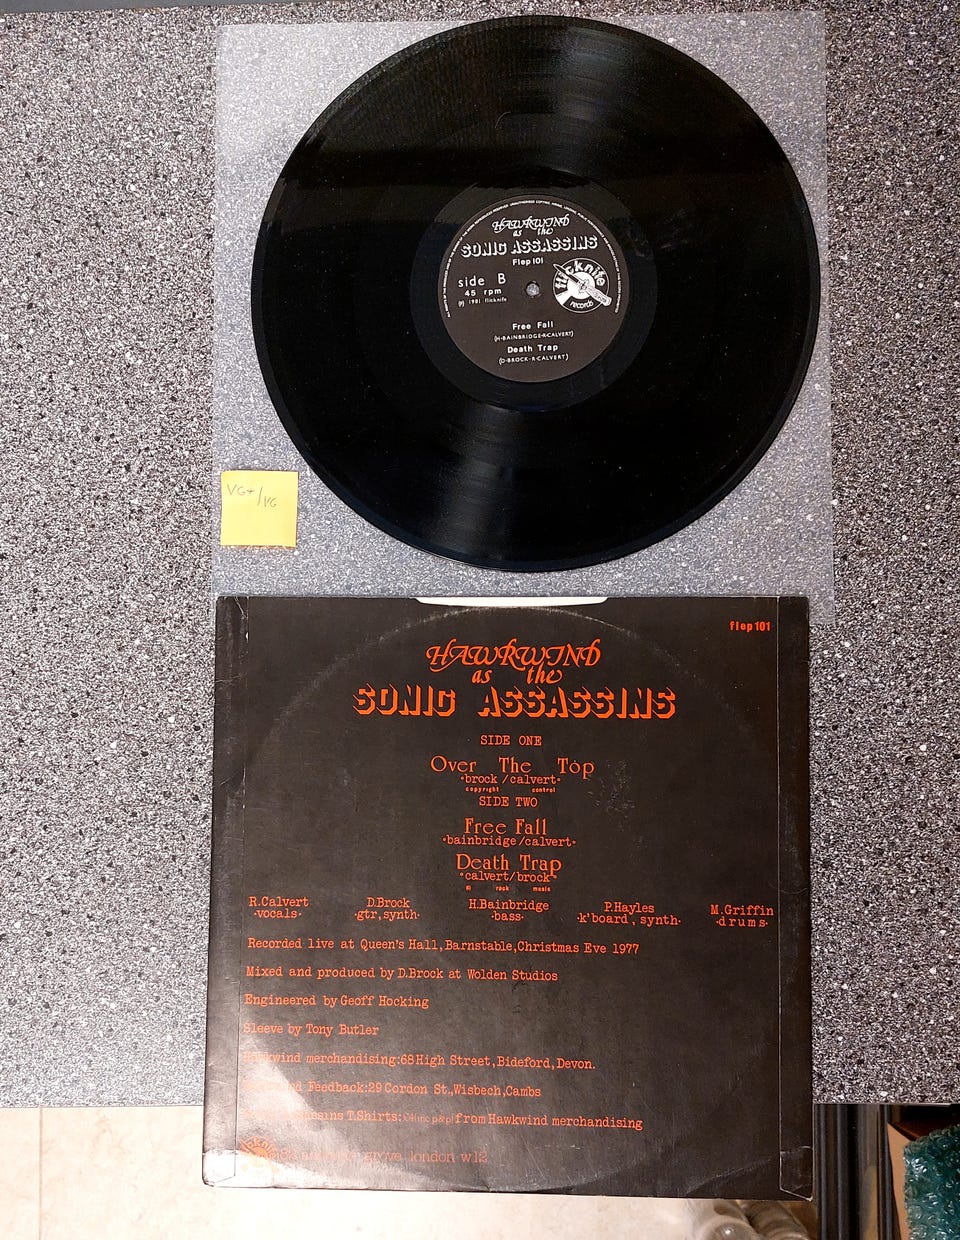 HAWKWIND
as the
SONIC ASSASSINS
Flep 101
side B
45 rpm
℗ 1981 flicknife
flicknife
records
Free Fall
(H·BAINBRIDGE·R·CALVERT)
Death Trap
(D·BROCK·R·CALVERT)
VG+/VG
flep 101
HAWKWIND
as the
SONIC ASSASSINS
SIDE ONE
Over The Top
·brock/calvert·
copyright control
SIDE TWO
Free Fall
·bainbridge/calvert·
Death Trap
·calvert/brock·
rock music
R.Calvert D.Brock H.Bainbridge P.Hayles M.Griffin
·vocals· ·gtr,synth· ·bass· ·k'board, synth· ·drums·
Recorded live at Queen's Hall,Barnstable,Christmas Eve 1977
Mixed and produced by D.Brock at Wolden Studios
Engineered by Geoff Hocking
Sleeve by Tony Butler
Hawkwind merchandising:68 High Street,Bideford,Devon.
Feedback:29 Cordon St.,Wisbech,Cambs
T.Shirts: from Hawkwind merchandising
grove london w12